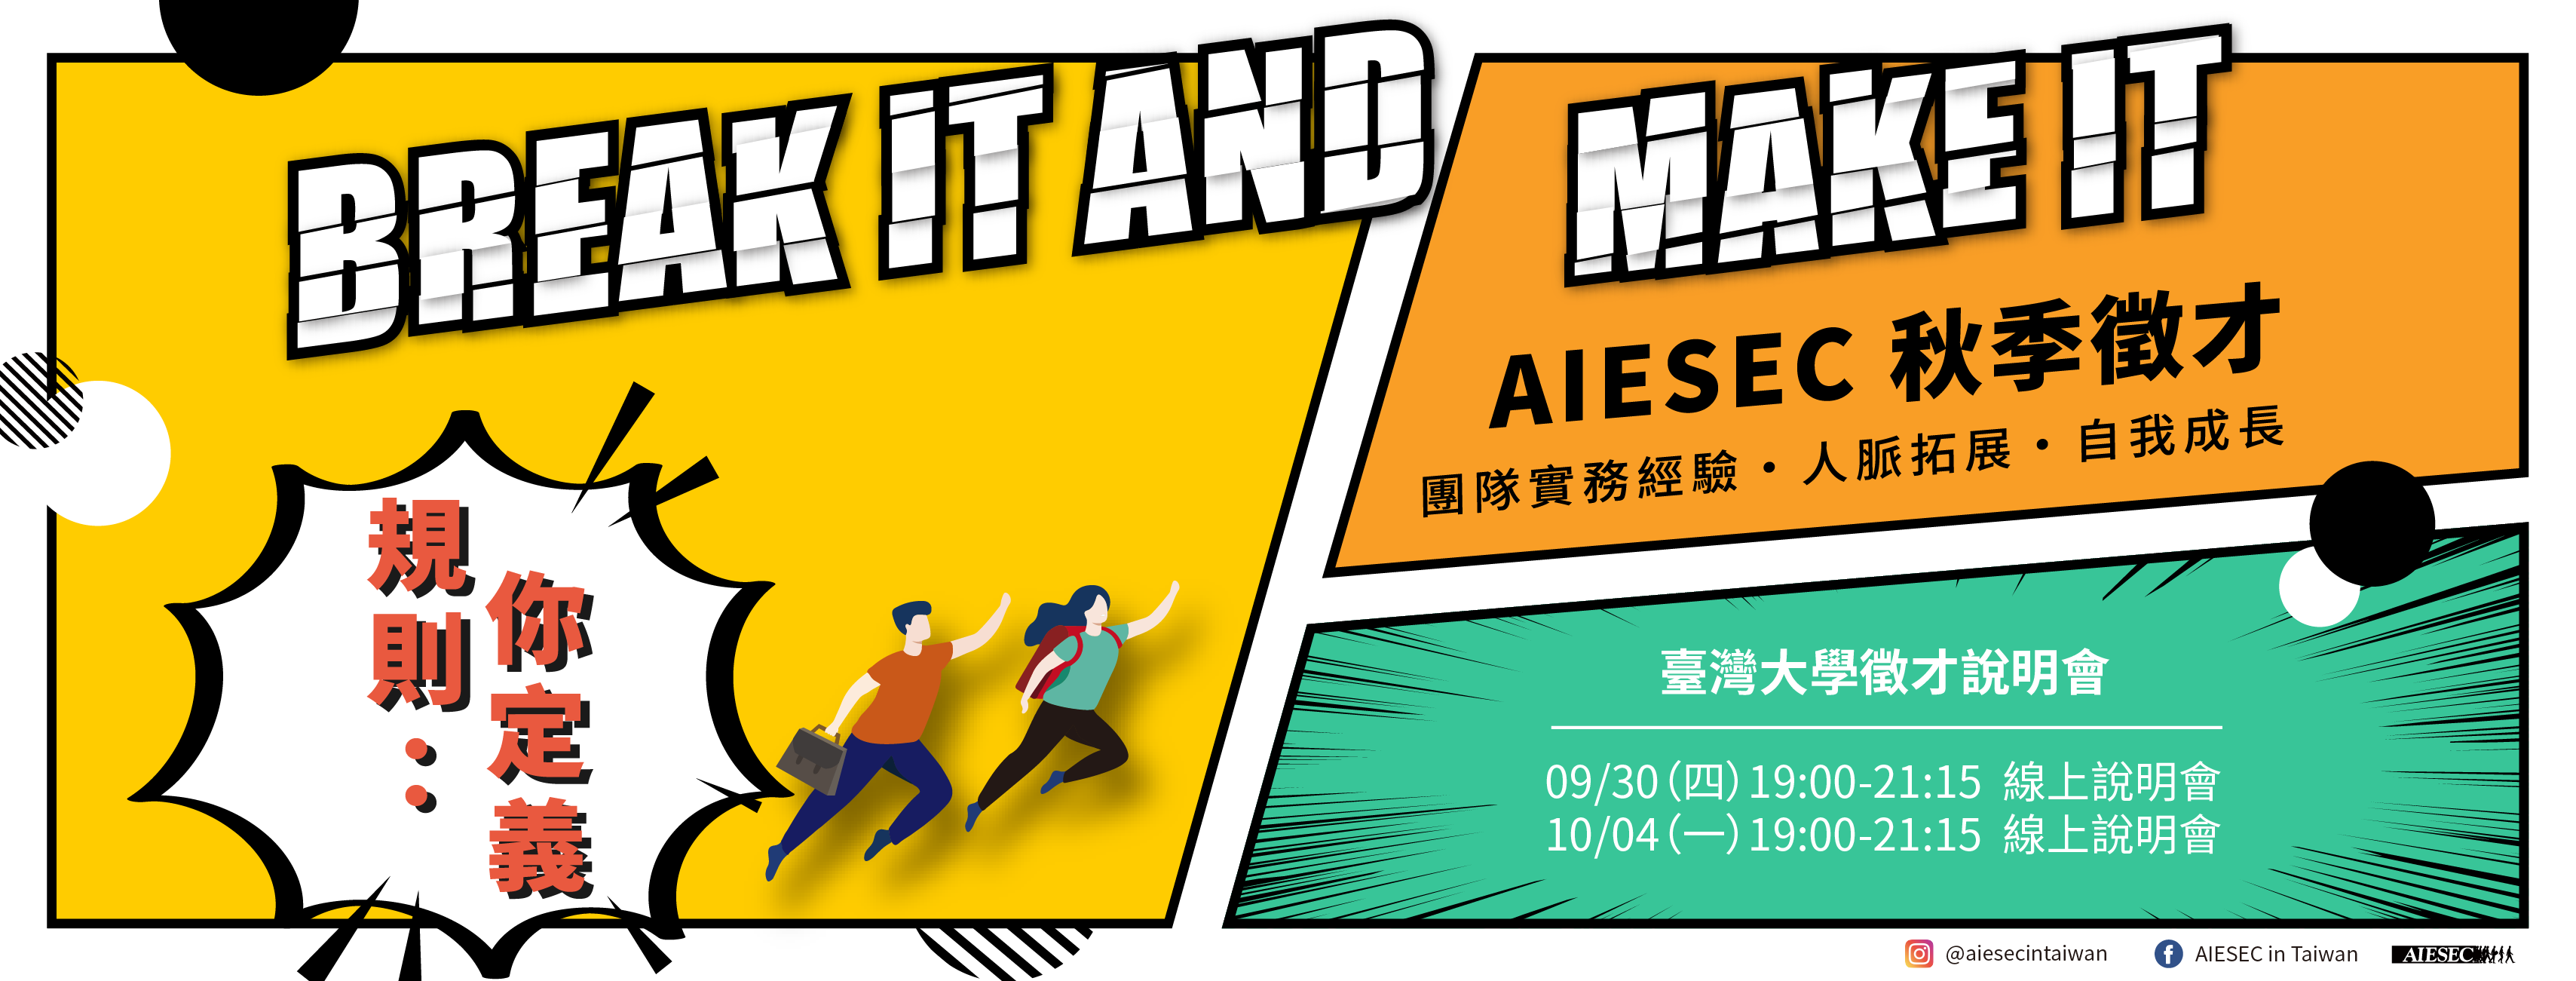 BREAK IT AND
MAKE IT
AIESEC 秋季徵才
團隊實務經驗・人脈拓展・自我成長
規則：
你定義
臺灣大學徵才說明會
09/30（四）19:00-21:15 線上說明會
10/04（一）19:00-21:15 線上說明會
@aiesecintaiwan
AIESEC in Taiwan
AIESEC